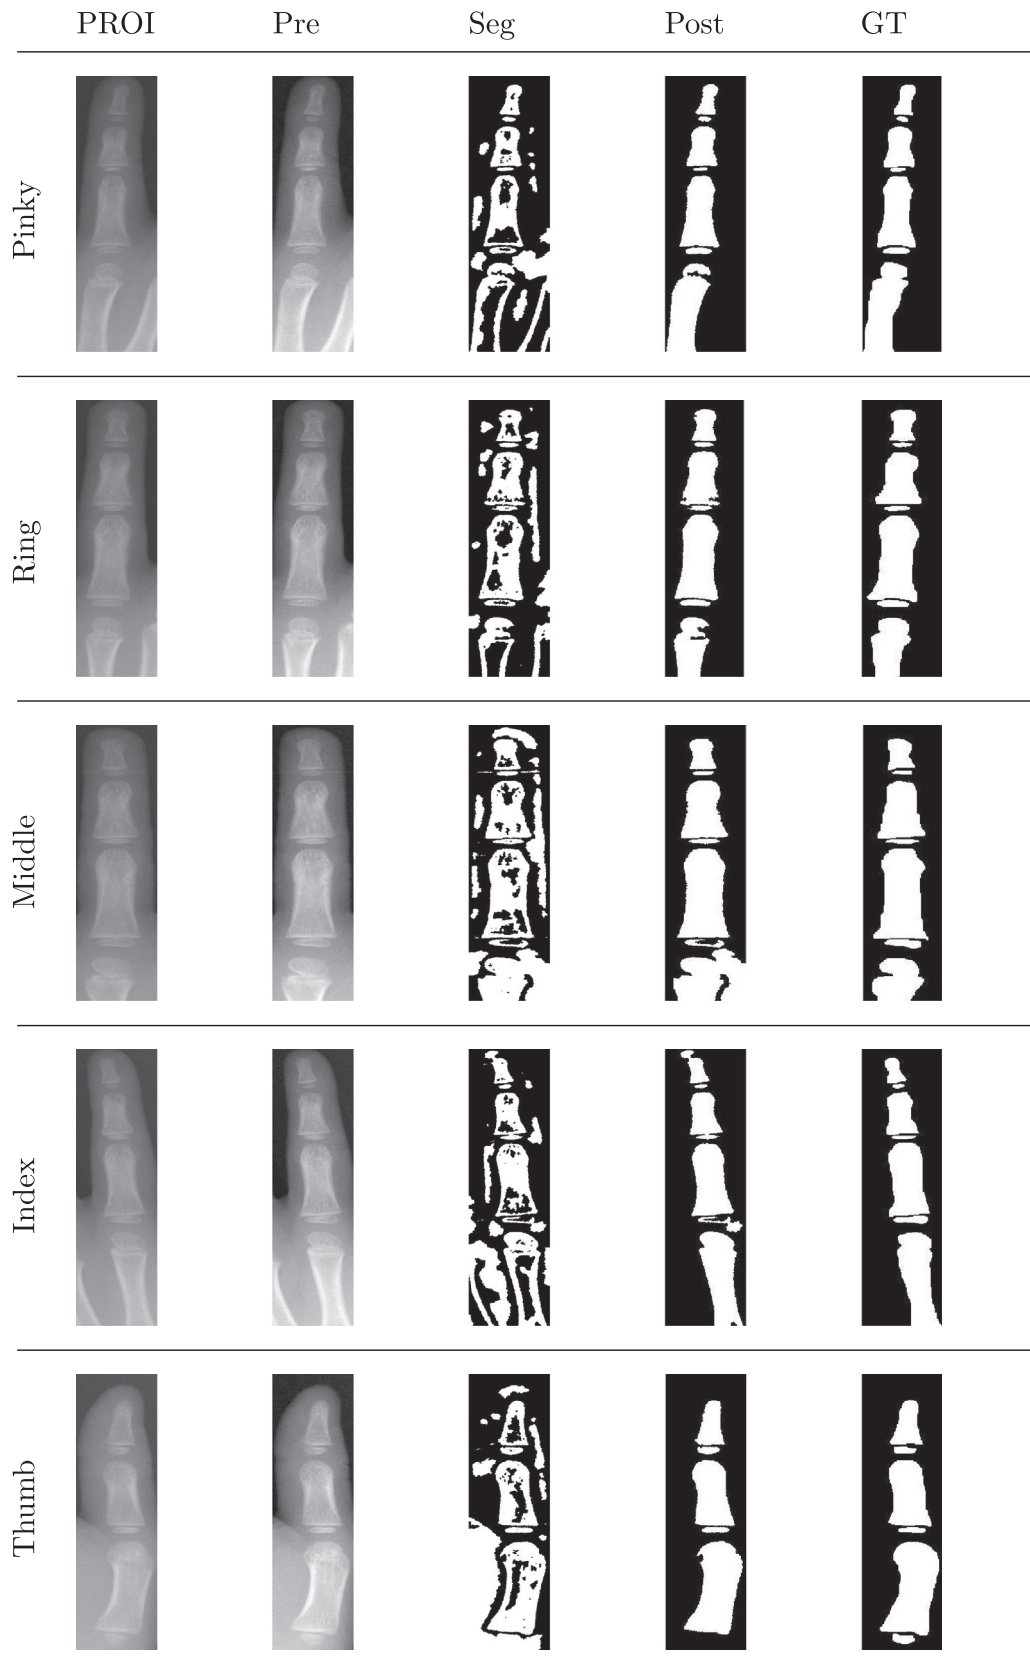 PROI Pre Seg Post GT
Pinky
Ring
Middle
Index
Thumb